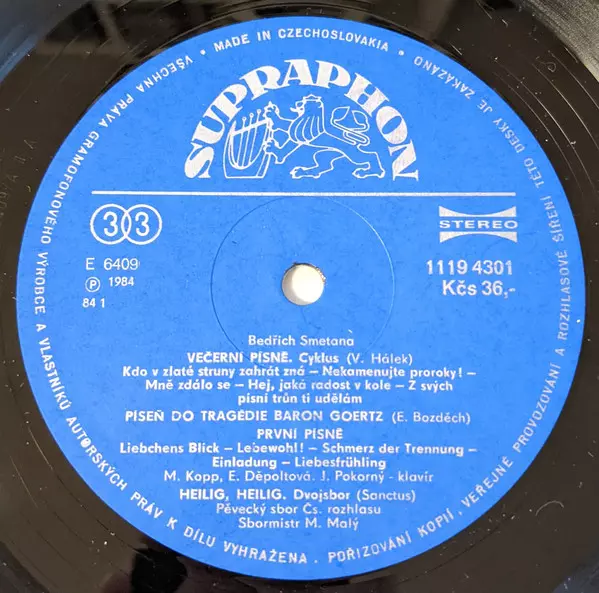 • MADE IN CZECHOSLOVAKIA •
VŠECHNA PRÁVA GRAMOFONOVÉHO VÝROBCE A VLASTNÍKŮ AUTORSKÝCH PRÁV K DÍLU VYHRAŽENA. POŘIZOVÁNÍ KOPIÍ, VEŘEJNÉ PROVOZOVÁNÍ A ROZHLASOVÉ ŠÍŘENÍ TÉTO DESKY JE ZAKÁZÁNO
SUPRAPHON
33
STEREO
E 6409
Ⓟ 1984
84 1
1119 4301
Kčs 36,-
Bedřich Smetana
VEČERNÍ PÍSNĚ. Cyklus (V. Hálek)
Kdo v zlaté struny zahrát zná – Nekamenujte proroky! –
Mně zdálo se – Hej, jaká radost v kole – Z svých
písní trůn ti udělám
PÍSEŇ DO TRAGÉDIE BARON GOERTZ (E. Bozděch)
PRVNÍ PÍSNĚ
Liebchens Blick – Lebewohl! – Schmerz der Trennung –
Einladung – Liebesfrühling
M. Kopp, E. Děpoltová, J. Pokorný - klavír
HEILIG, HEILIG. Dvojsbor (Sanctus)
Pěvecký sbor Čs. rozhlasu
Sbormistr M. Malý